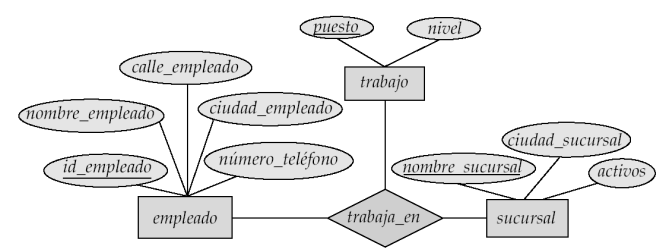 puesto
nivel
calle_empleado
trabajo
nombre_empleado
ciudad_empleado
ciudad_sucursal
id_empleado
número_teléfono
nombre_sucursal
activos
empleado
trabaja_en
sucursal